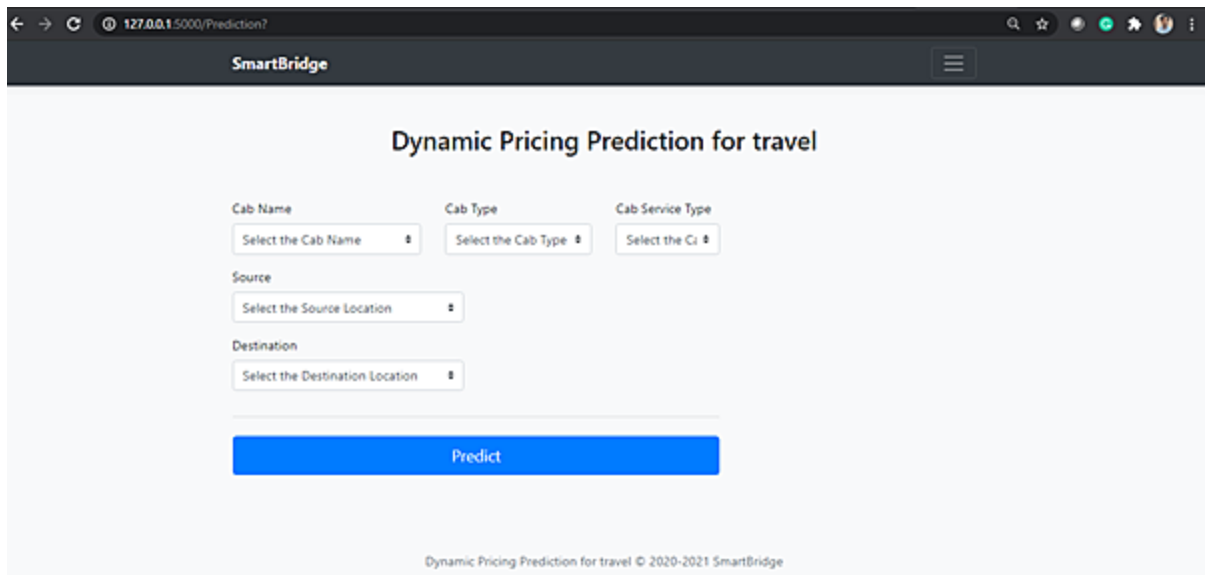 127.0.0.1:5000/Prediction?
SmartBridge
Dynamic Pricing Prediction for travel
Cab Name Cab Type Cab Service Type
Select the Cab Name Select the Cab Type Select the Ca
Source
Select the Source Location
Destination
Select the Destination Location
Predict
Dynamic Pricing Prediction for travel © 2020-2021 SmartBridge